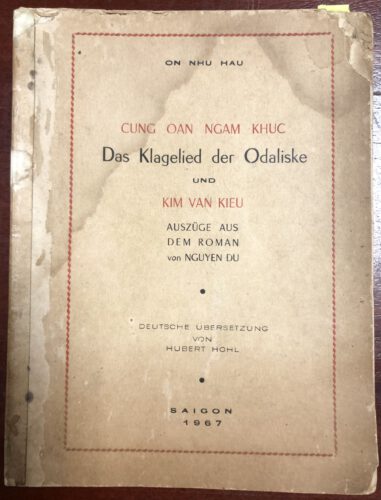 ON NHU HAU
CUNG OAN NGAM KHUC
Das Klagelied der Odaliske
UND
KIM VAN KIEU
AUSZÜGE AUS
DEM ROMAN
von NGUYEN DU
DEUTSCHE ÜBERSETZUNG
VON
HUBERT HOHL
SAIGON
1967